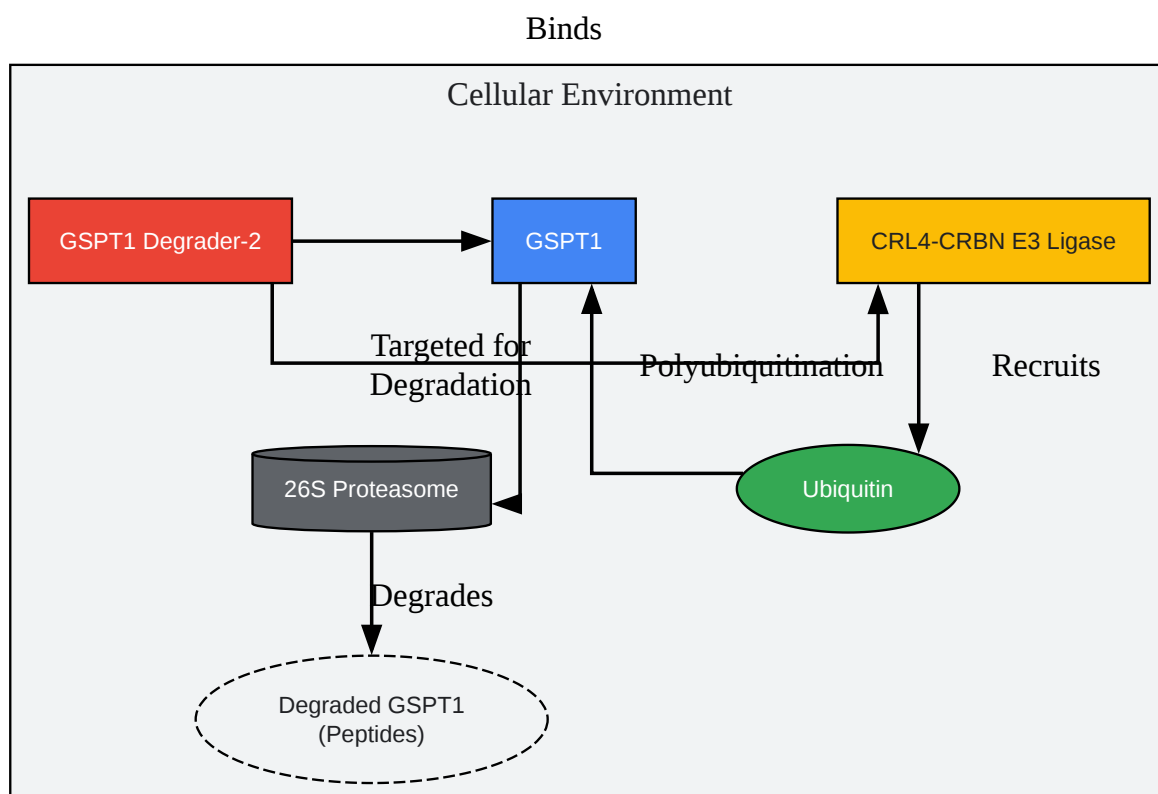 Binds
Cellular Environment
GSPT1 Degrader-2
GSPT1
CRL4-CRBN E3 Ligase
Targeted for
Degradation
Polyubiquitination
Recruits
26S Proteasome
Ubiquitin
Degrades
Degraded GSPT1
(Peptides)